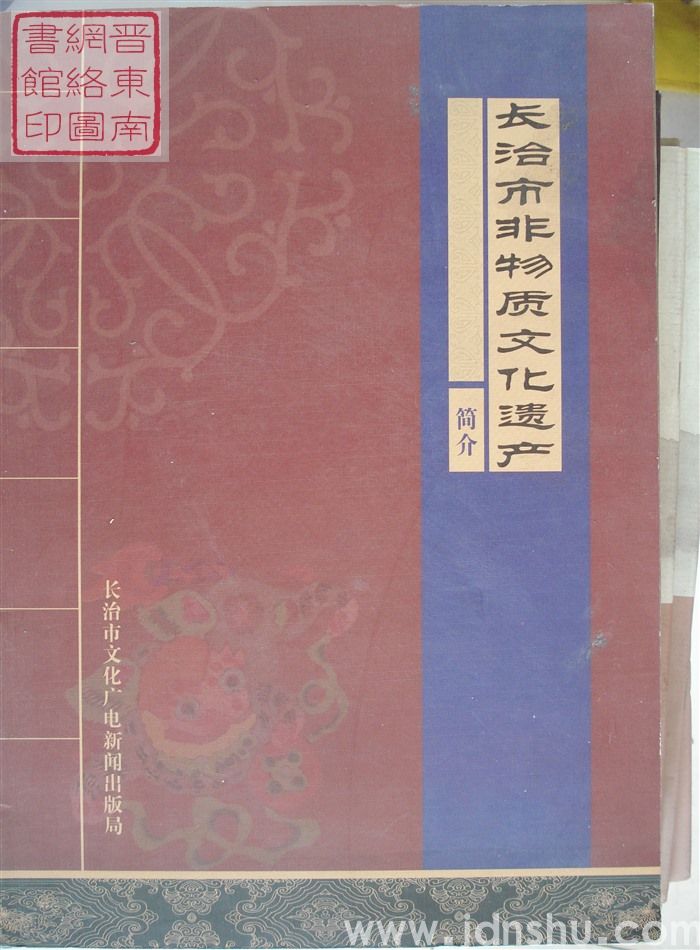 晋東南
網絡圖
書館印
长治市非物质文化遗产
简介
长治市文化广电新闻出版局
www.jdnshu.com